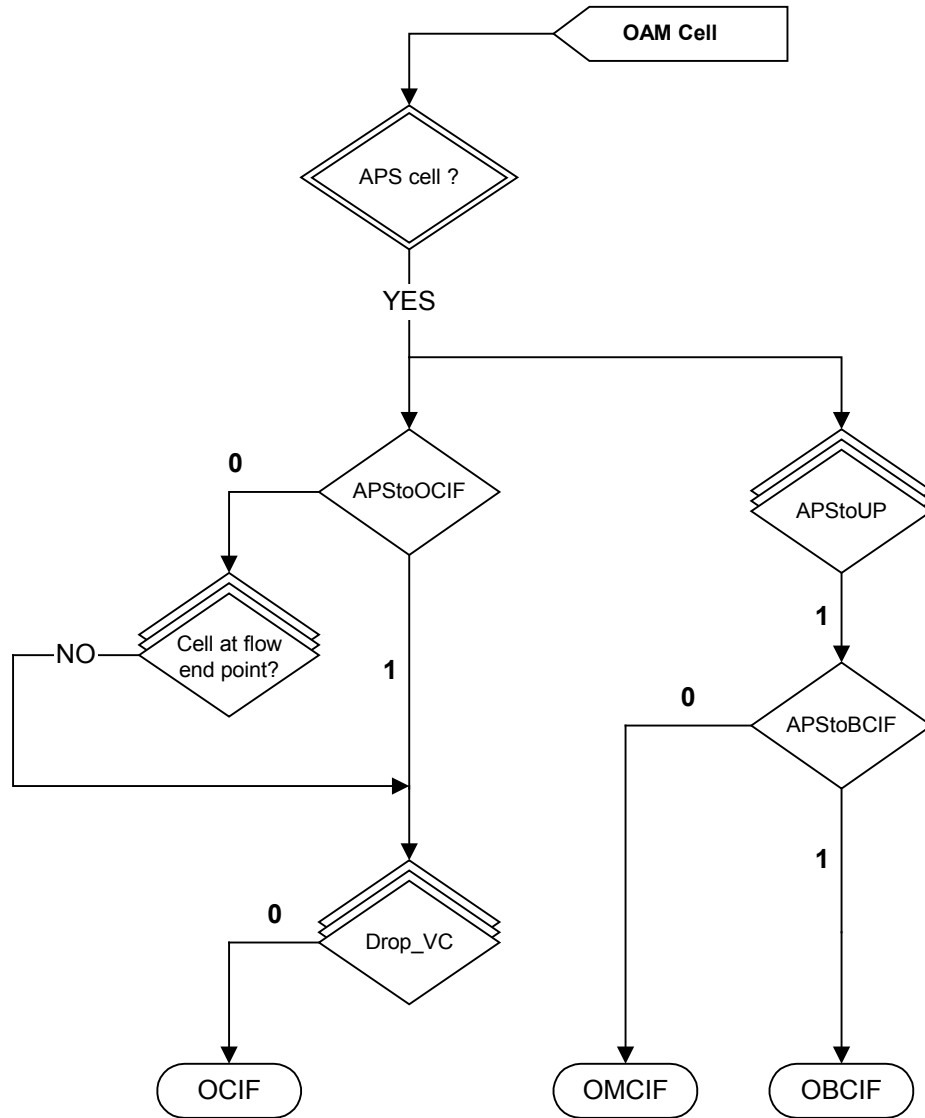 OAM Cell
APS cell ?
YES
0
APStoOCIF
APStoUP
NO
Cell at flow
end point?
1
1
0
APStoBCIF
1
0
Drop_VC
OCIF
OMCIF
OBCIF